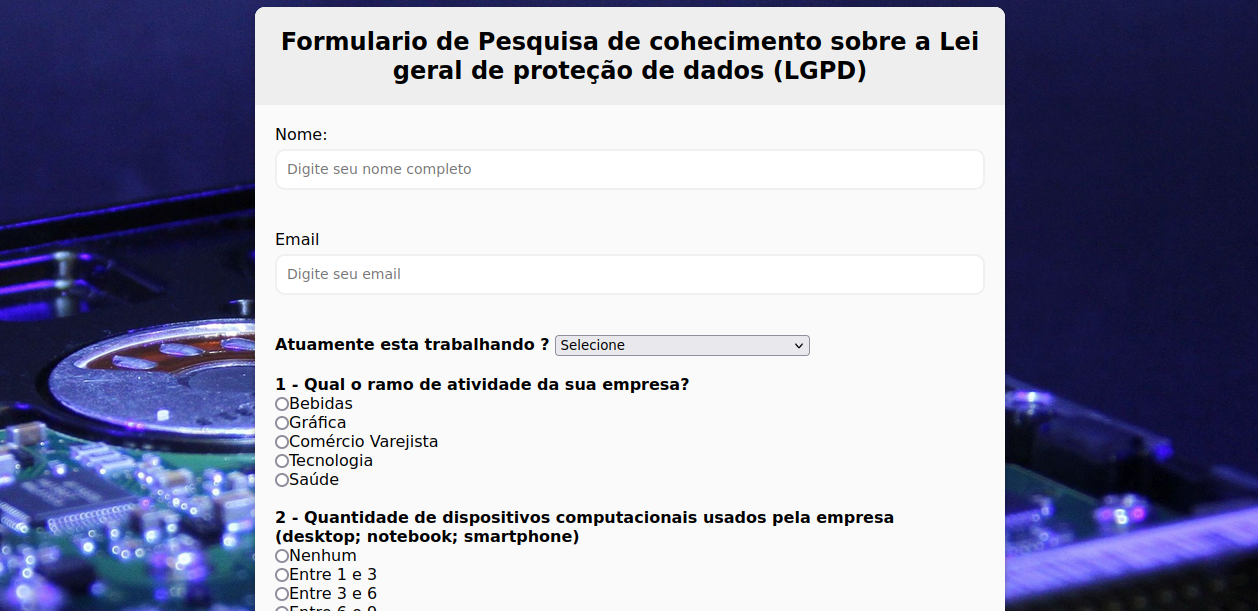 Formulario de Pesquisa de cohecimento sobre a Lei
geral de proteção de dados (LGPD)
Nome:
Digite seu nome completo
Email
Digite seu email
Atuamente esta trabalhando ? Selecione
1 - Qual o ramo de atividade da sua empresa?
Bebidas
Gráfica
Comércio Varejista
Tecnologia
Saúde
2 - Quantidade de dispositivos computacionais usados pela empresa
(desktop; notebook; smartphone)
Nenhum
Entre 1 e 3
Entre 3 e 6
Entre 6 e 9